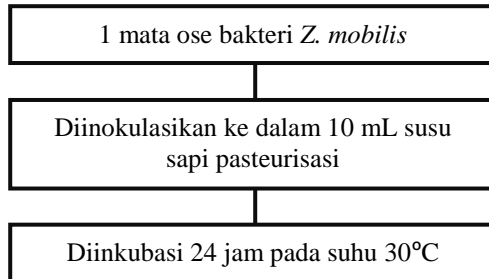 1 mata ose bakteri Z. mobilis
Diinokulasikan ke dalam 10 mL susu
sapi pasteurisasi
Diinkubasi 24 jam pada suhu 30°C